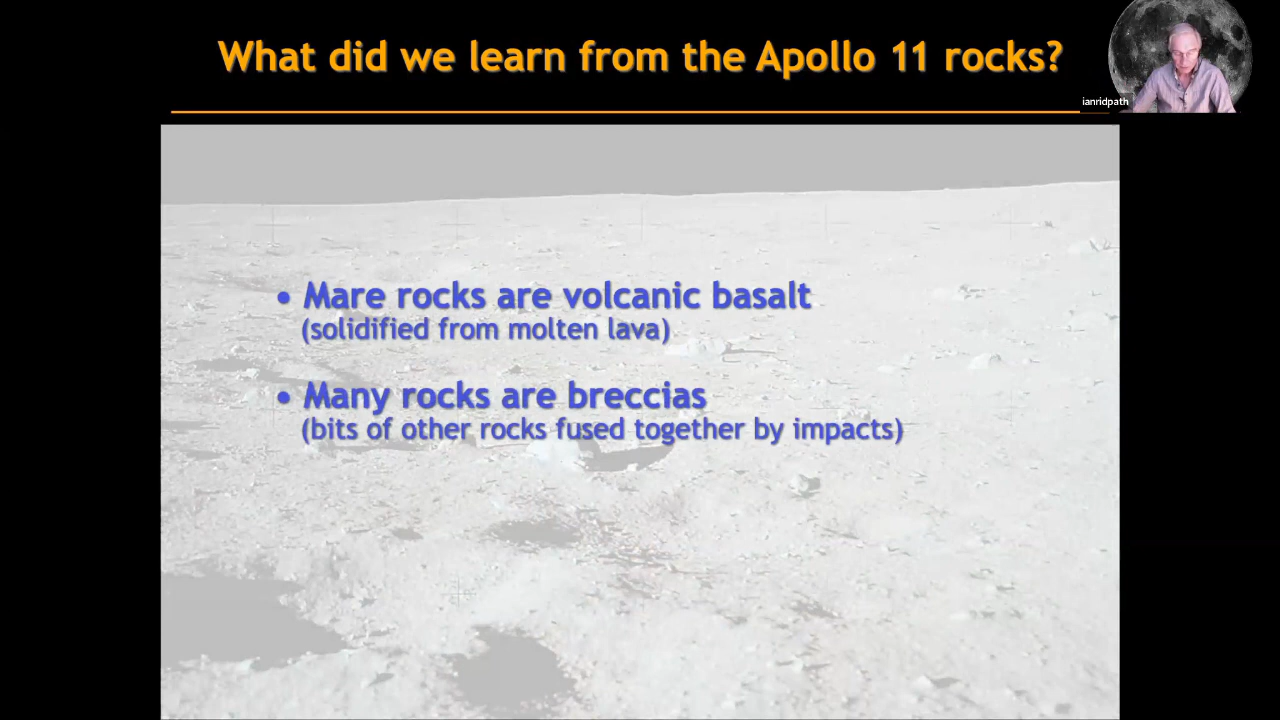 What did we learn from the Apollo 11 rocks?
ianridpath
• Mare rocks are volcanic basalt
(solidified from molten lava)
• Many rocks are breccias
(bits of other rocks fused together by impacts)